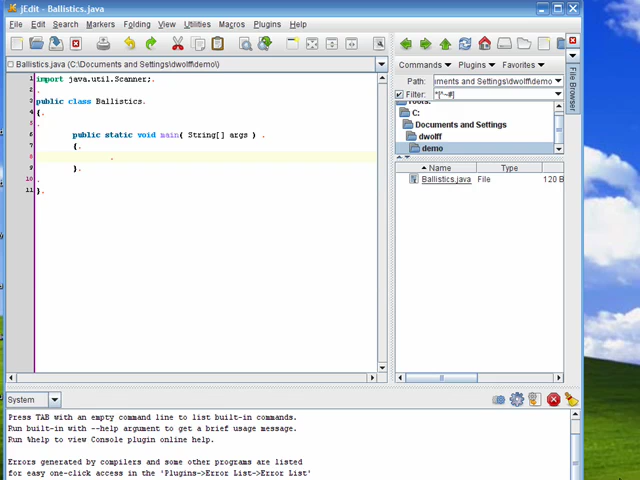 jEdit - Ballistics.java
File Edit Search Markers Folding View Utilities Macros Plugins Help
Ballistics.java (C:\Documents and Settings\dwolff\demo\)
1 import java.util.Scanner;
2
3 public class Ballistics
4 {
5
6 public static void main( String[] args )
7 {
8
9 }
10
11 }
Commands Plugins Favorites
Path: uments and Settings\dwolff\demo
Filter: *[^~#]
C:
Documents and Settings
dwolff
demo
Name Type
Ballistics.java File 120 B
File Browser
System
Press TAB with an empty command line to list built-in commands.
Run built-in with --help argument to get a brief usage message.
Run %help to view Console plugin online help.
Errors generated by compilers and some other programs are listed
for easy one-click access in the 'Plugins->Error List->Error List'